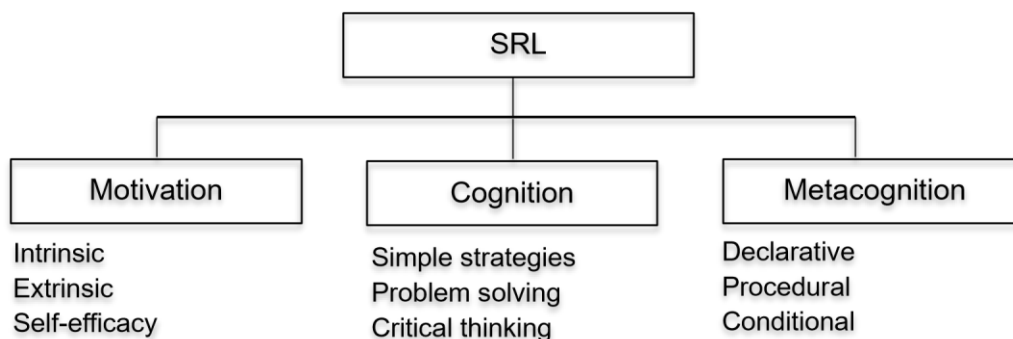 SRL
Motivation
Cognition
Metacognition
Intrinsic
Extrinsic
Self-efficacy
Simple strategies
Problem solving
Critical thinking
Declarative
Procedural
Conditional